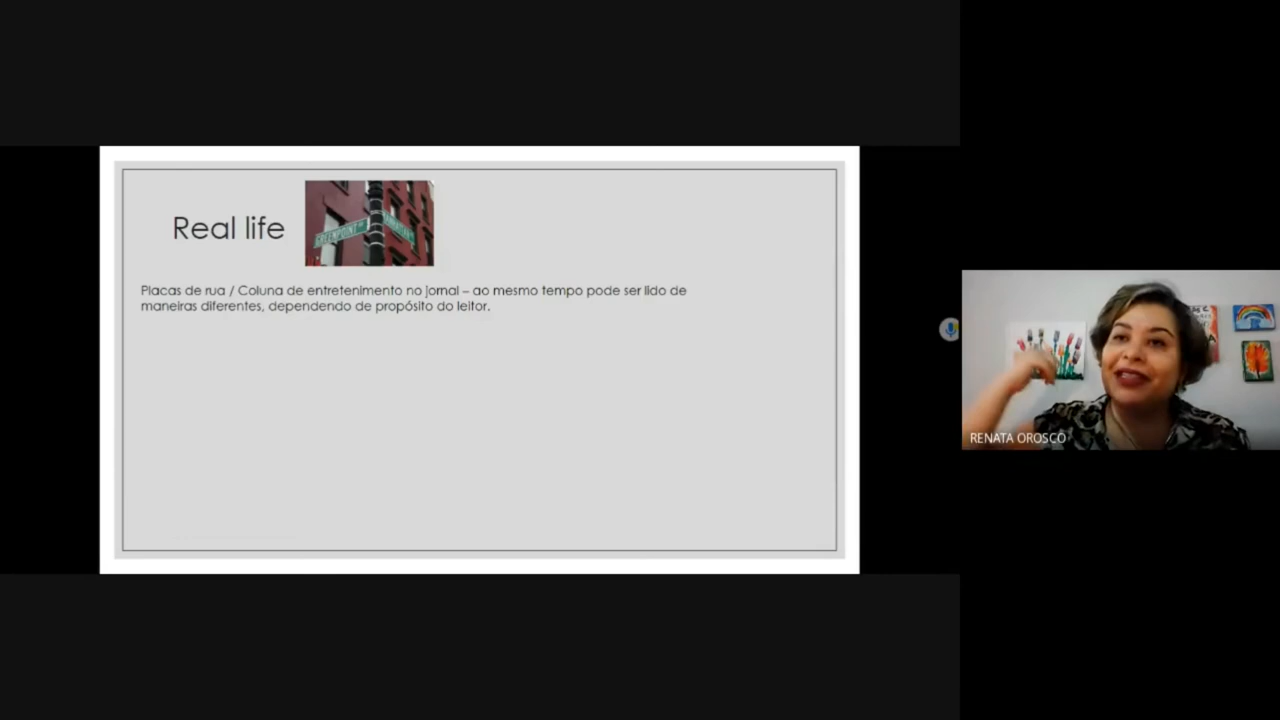 Real life
GREENPOINT
Placas de rua / Coluna de entretenimento no jornal – ao mesmo tempo pode ser lido de
maneiras diferentes, dependendo de propósito do leitor.
RENATA OROSCO